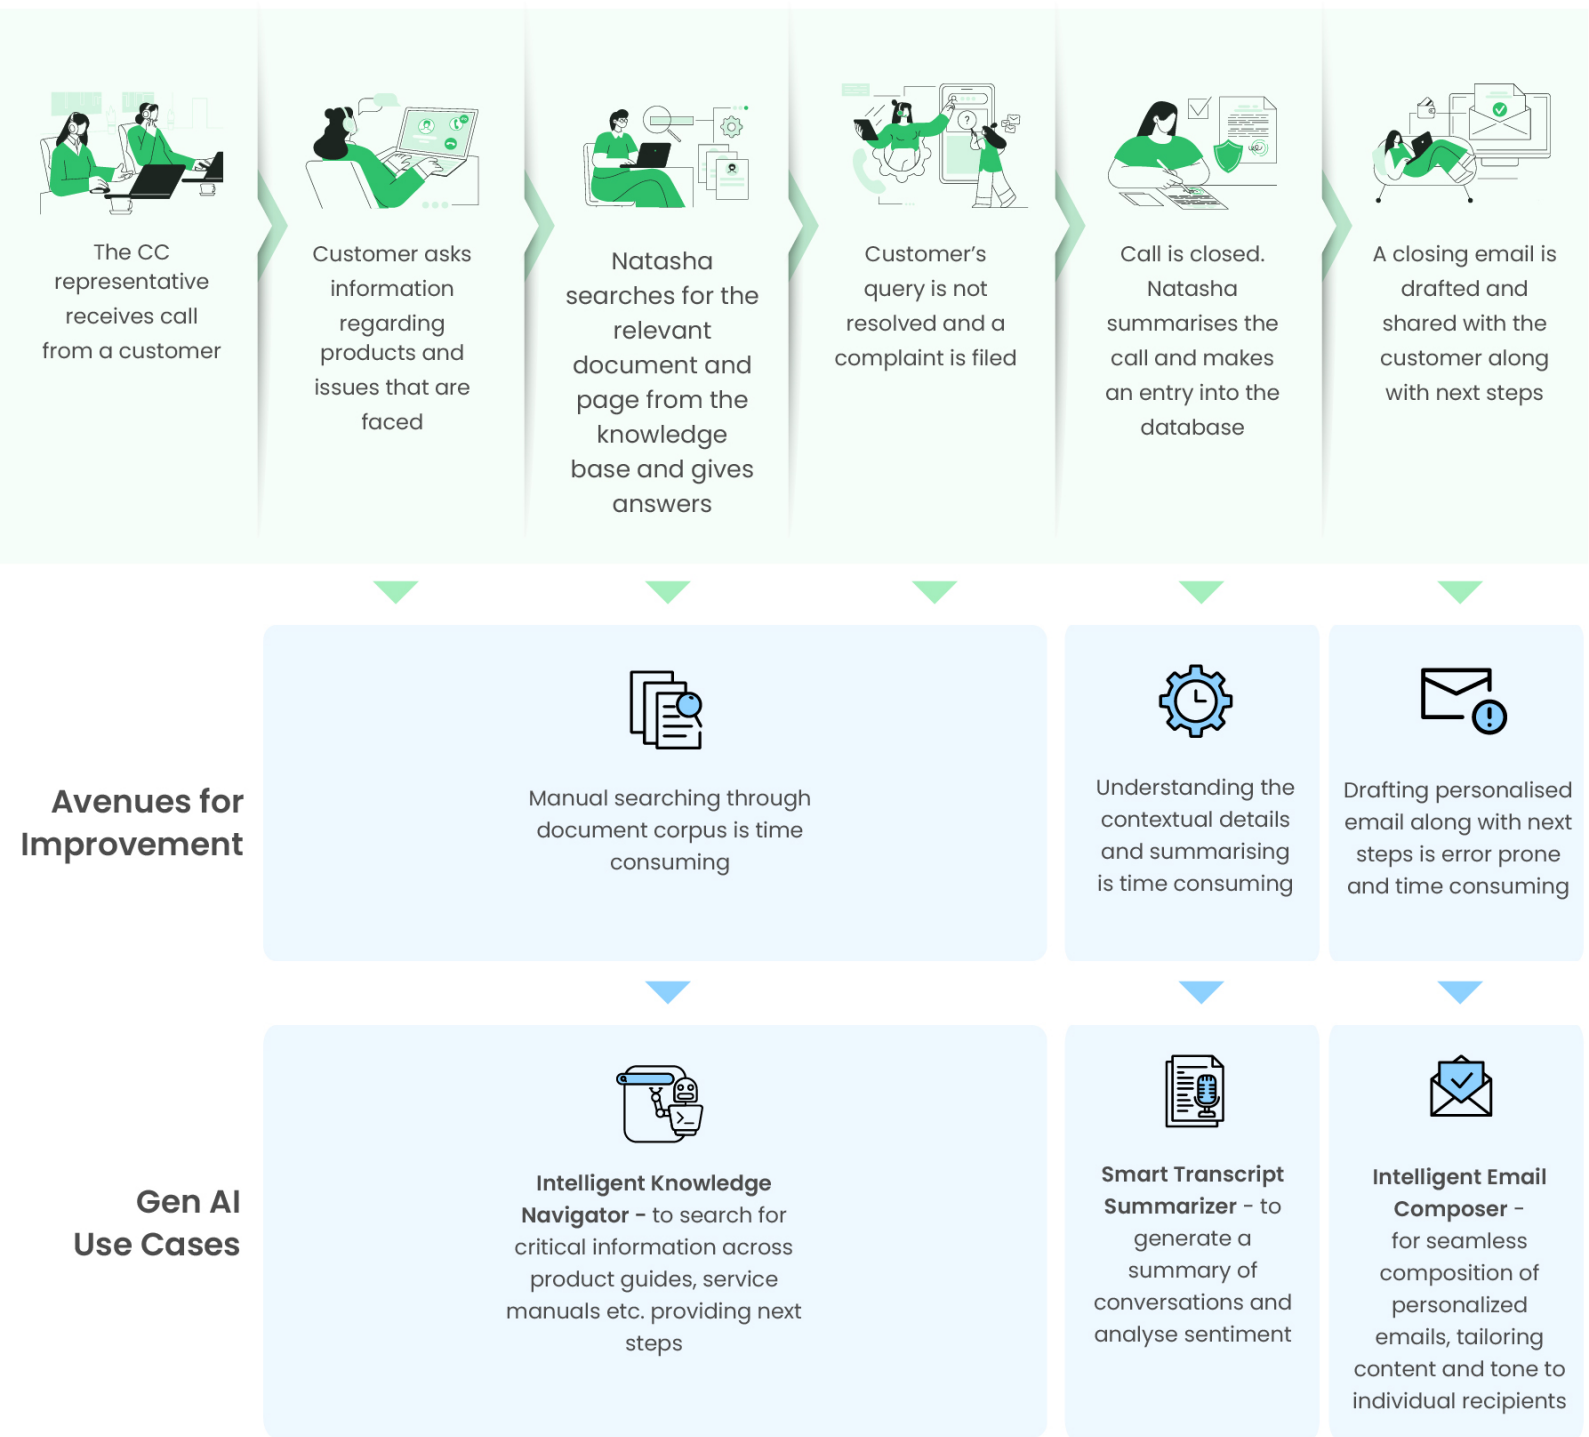 The CC
representative
receives call
from a customer
Customer asks
information
regarding
products and
issues that are
faced
Natasha
searches for the
relevant
document and
page from the
knowledge
base and gives
answers
Customer’s
query is not
resolved and a
complaint is filed
Call is closed.
Natasha
summarises the
call and makes
an entry into the
database
A closing email is
drafted and
shared with the
customer along
with next steps
Avenues for
Improvement
Manual searching through
document corpus is time
consuming
Understanding the
contextual details
and summarising
is time consuming
Drafting personalised
email along with next
steps is error prone
and time consuming
Gen AI
Use Cases
Intelligent Knowledge
Navigator - to search for
critical information across
product guides, service
manuals etc. providing next
steps
Smart Transcript
Summarizer - to
generate a
summary of
conversations and
analyse sentiment
Intelligent Email
Composer -
for seamless
composition of
personalized
emails, tailoring
content and tone to
individual recipients